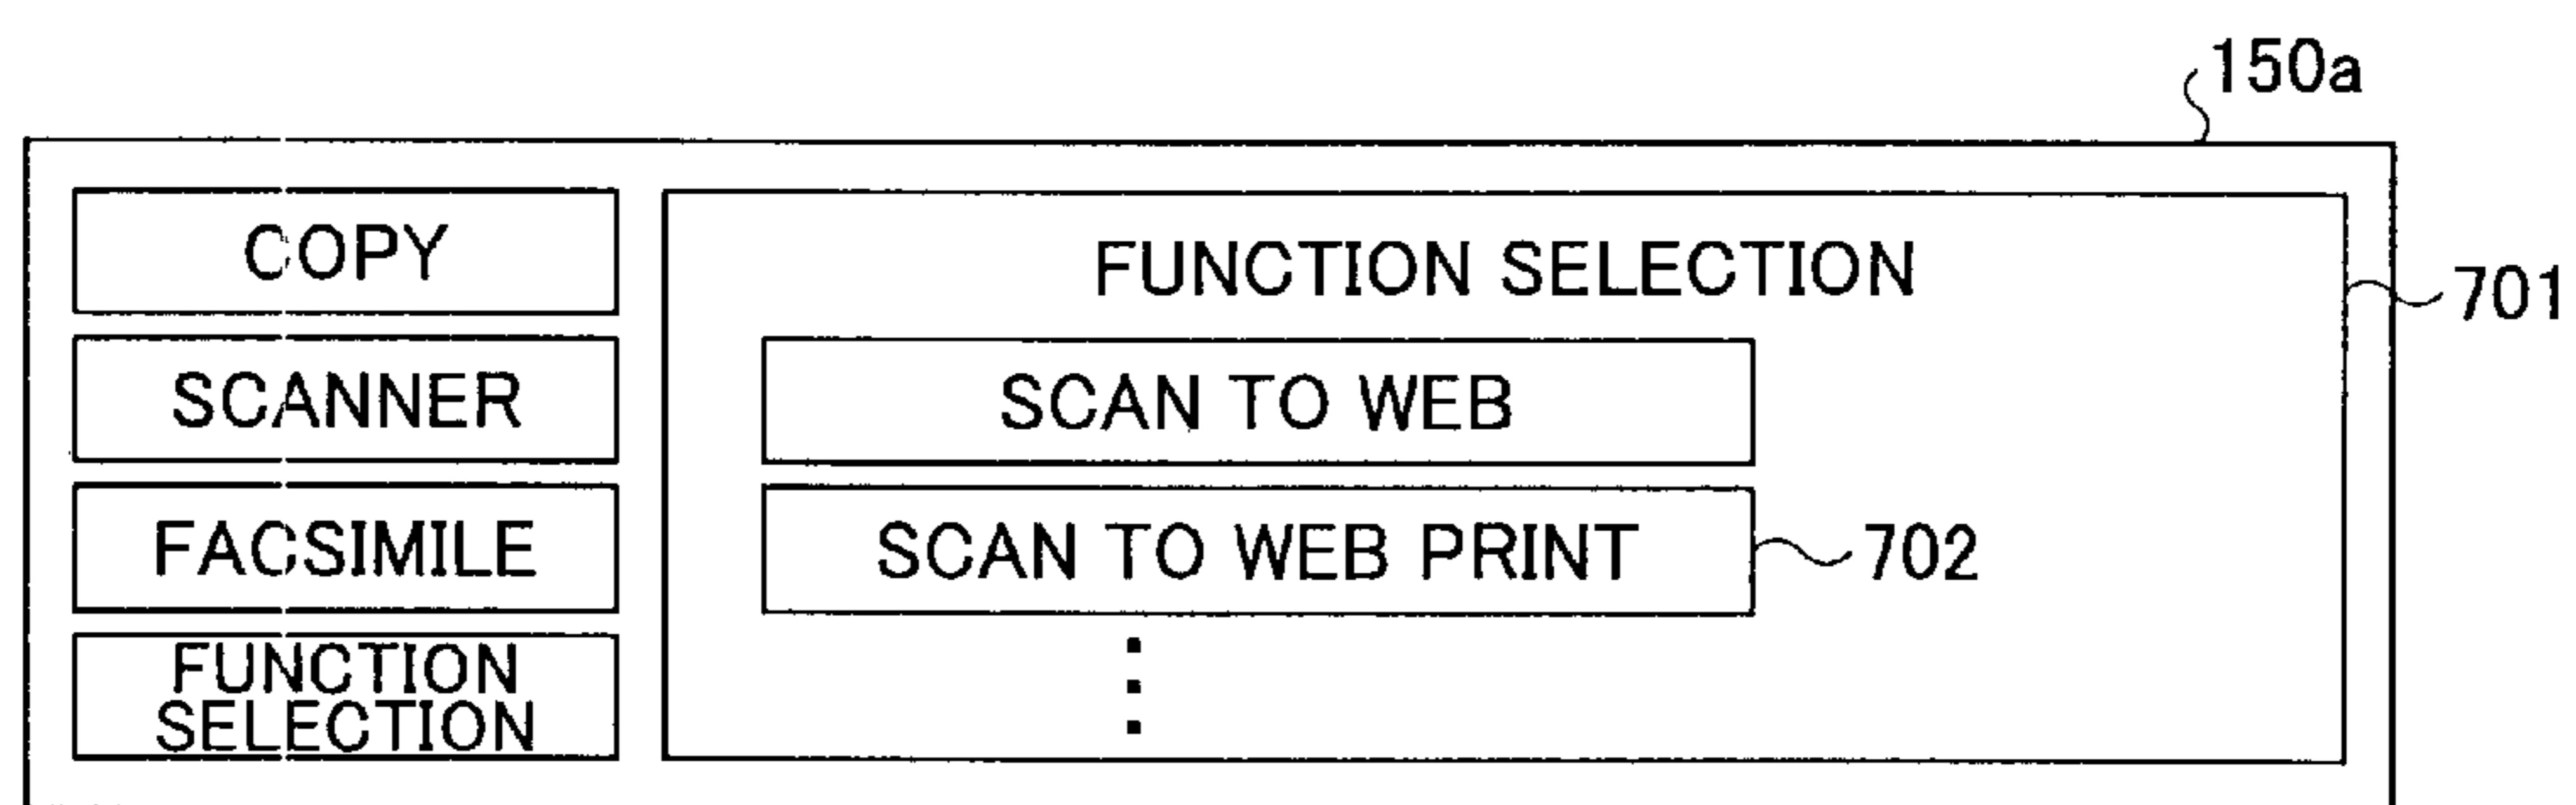 150a
COPY
SCANNER
FACSIMILE
FUNCTION
SELECTION
FUNCTION SELECTION
701
SCAN TO WEB
SCAN TO WEB PRINT
702